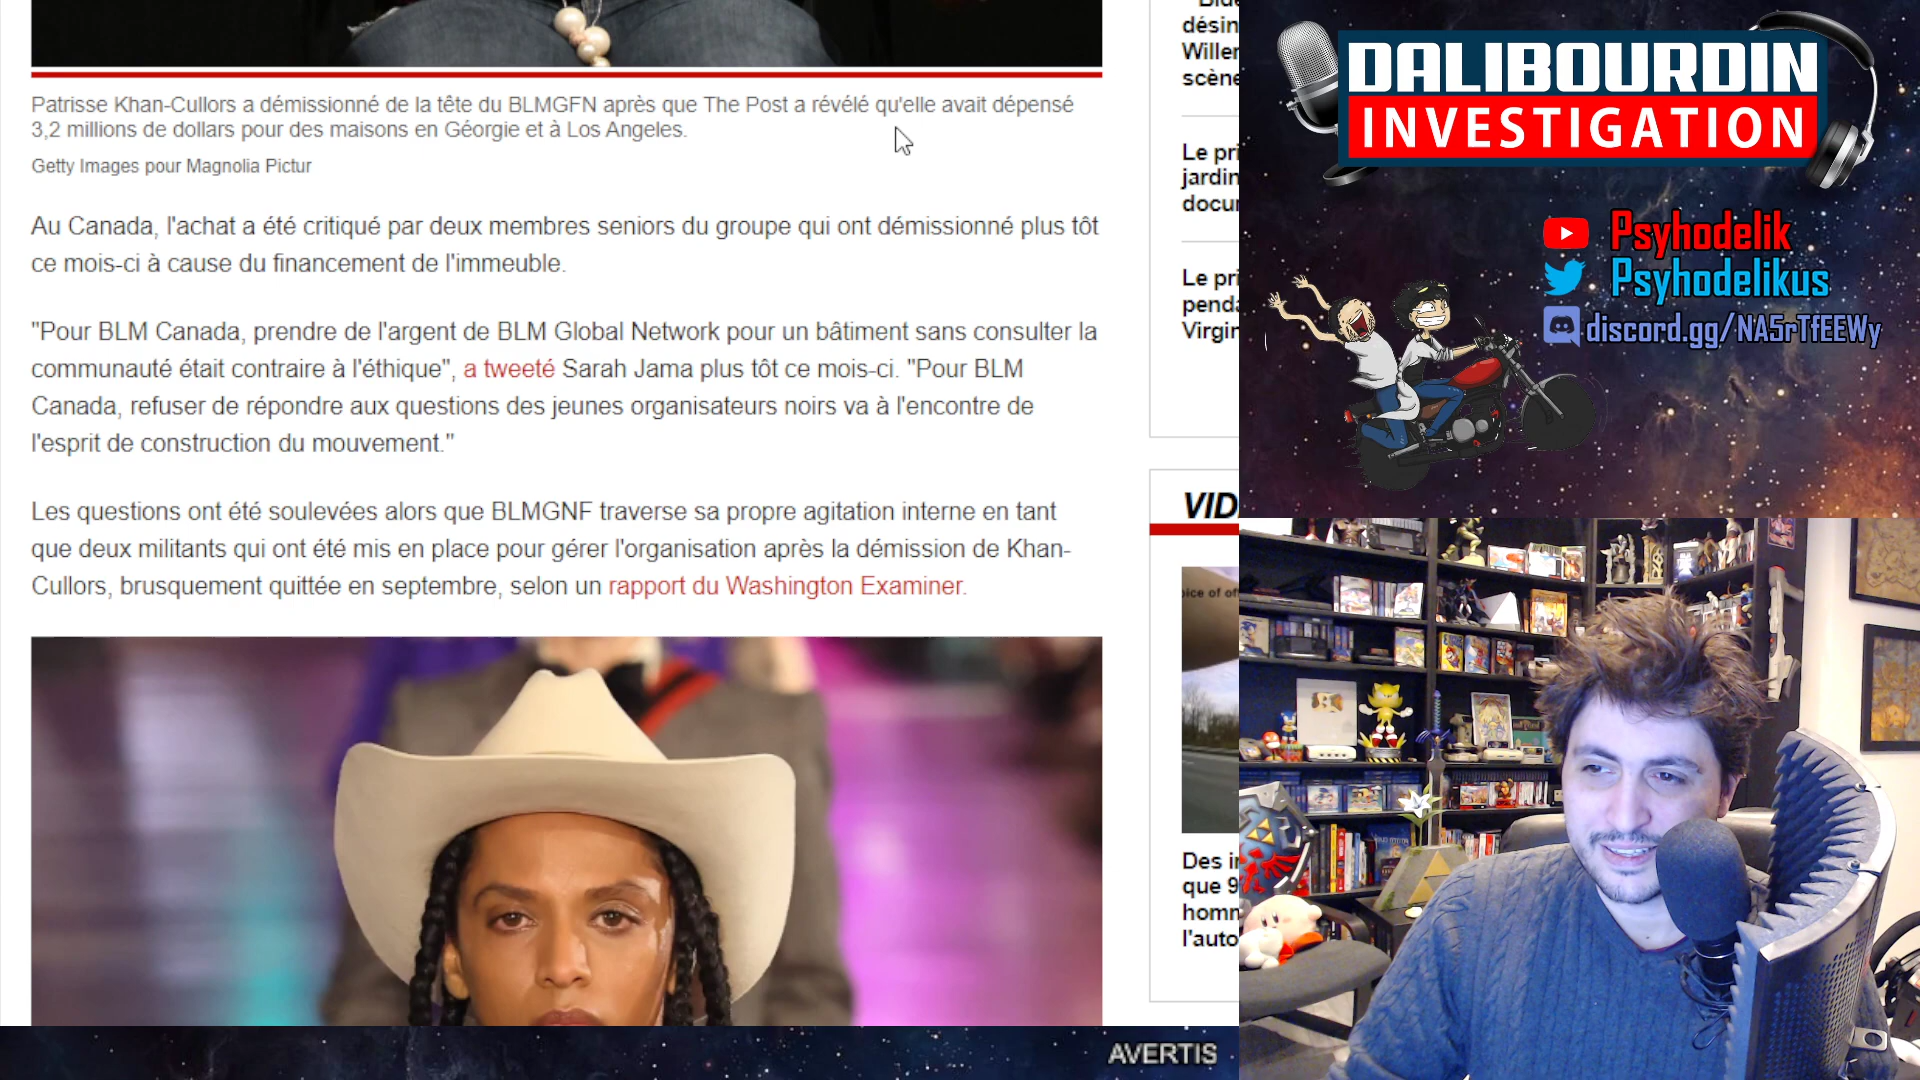 Patrisse Khan-Cullors a démissionné de la tête du BLMGFN après que The Post a révélé qu'elle avait dépensé
3,2 millions de dollars pour des maisons en Géorgie et à Los Angeles.
Getty Images pour Magnolia Pictur
Au Canada, l'achat a été critiqué par deux membres seniors du groupe qui ont démissionné plus tôt
ce mois-ci à cause du financement de l'immeuble.
"Pour BLM Canada, prendre de l'argent de BLM Global Network pour un bâtiment sans consulter la
communauté était contraire à l'éthique", a tweeté Sarah Jama plus tôt ce mois-ci. "Pour BLM
Canada, refuser de répondre aux questions des jeunes organisateurs noirs va à l'encontre de
l'esprit de construction du mouvement."
Les questions ont été soulevées alors que BLMGNF traverse sa propre agitation interne en tant
que deux militants qui ont été mis en place pour gérer l'organisation après la démission de Khan-
Cullors, brusquement quittée en septembre, selon un rapport du Washington Examiner.
désin
Willer
scène
Le pri
jardin
docur
Le pri
penda
Virgin
VID
oice of of
Des i
que 9
homr
l'auto
AVERTIS
DALIBOURDIN
INVESTIGATION
Psyhodelik
Psyhodelikus
discord.gg/NA5rTfEEWy